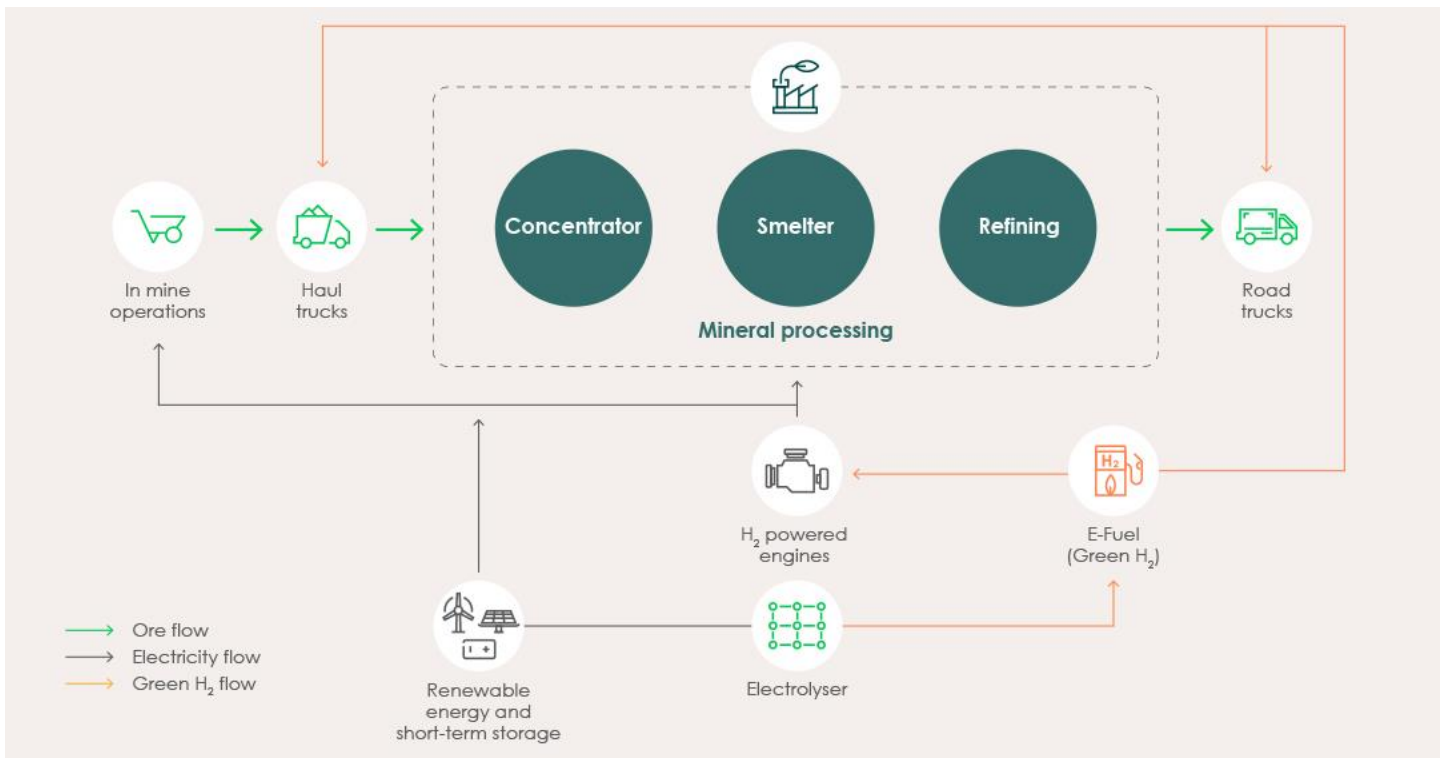 Concentrator
Smelter
Refining
Mineral processing
In mine
operations
Haul
trucks
Road
trucks
H₂
H₂ powered
engines
E-Fuel
(Green H₂)
Ore flow
Electricity flow
Green H₂ flow
Renewable
energy and
short-term storage
Electrolyser